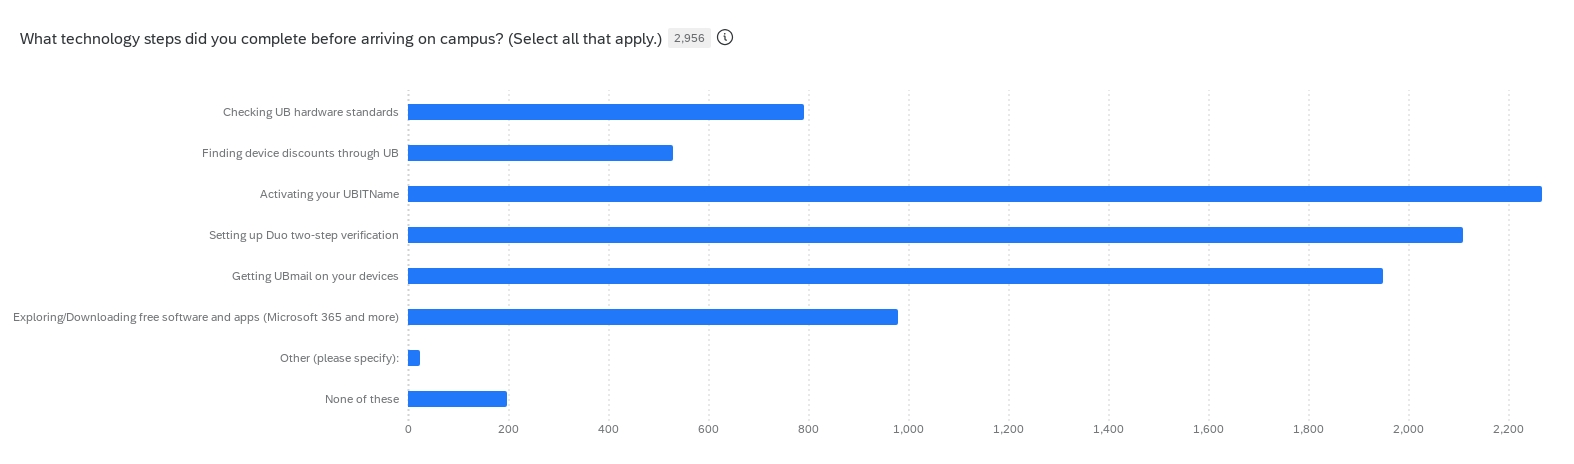 What technology steps did you complete before arriving on campus? (Select all that apply.) 2,956
Checking UB hardware standards
Finding device discounts through UB
Activating your UBITName
Setting up Duo two-step verification
Getting UBmail on your devices
Exploring/Downloading free software and apps (Microsoft 365 and more)
Other (please specify):
None of these
0 200 400 600 800 1,000 1,200 1,400 1,600 1,800 2,000 2,200